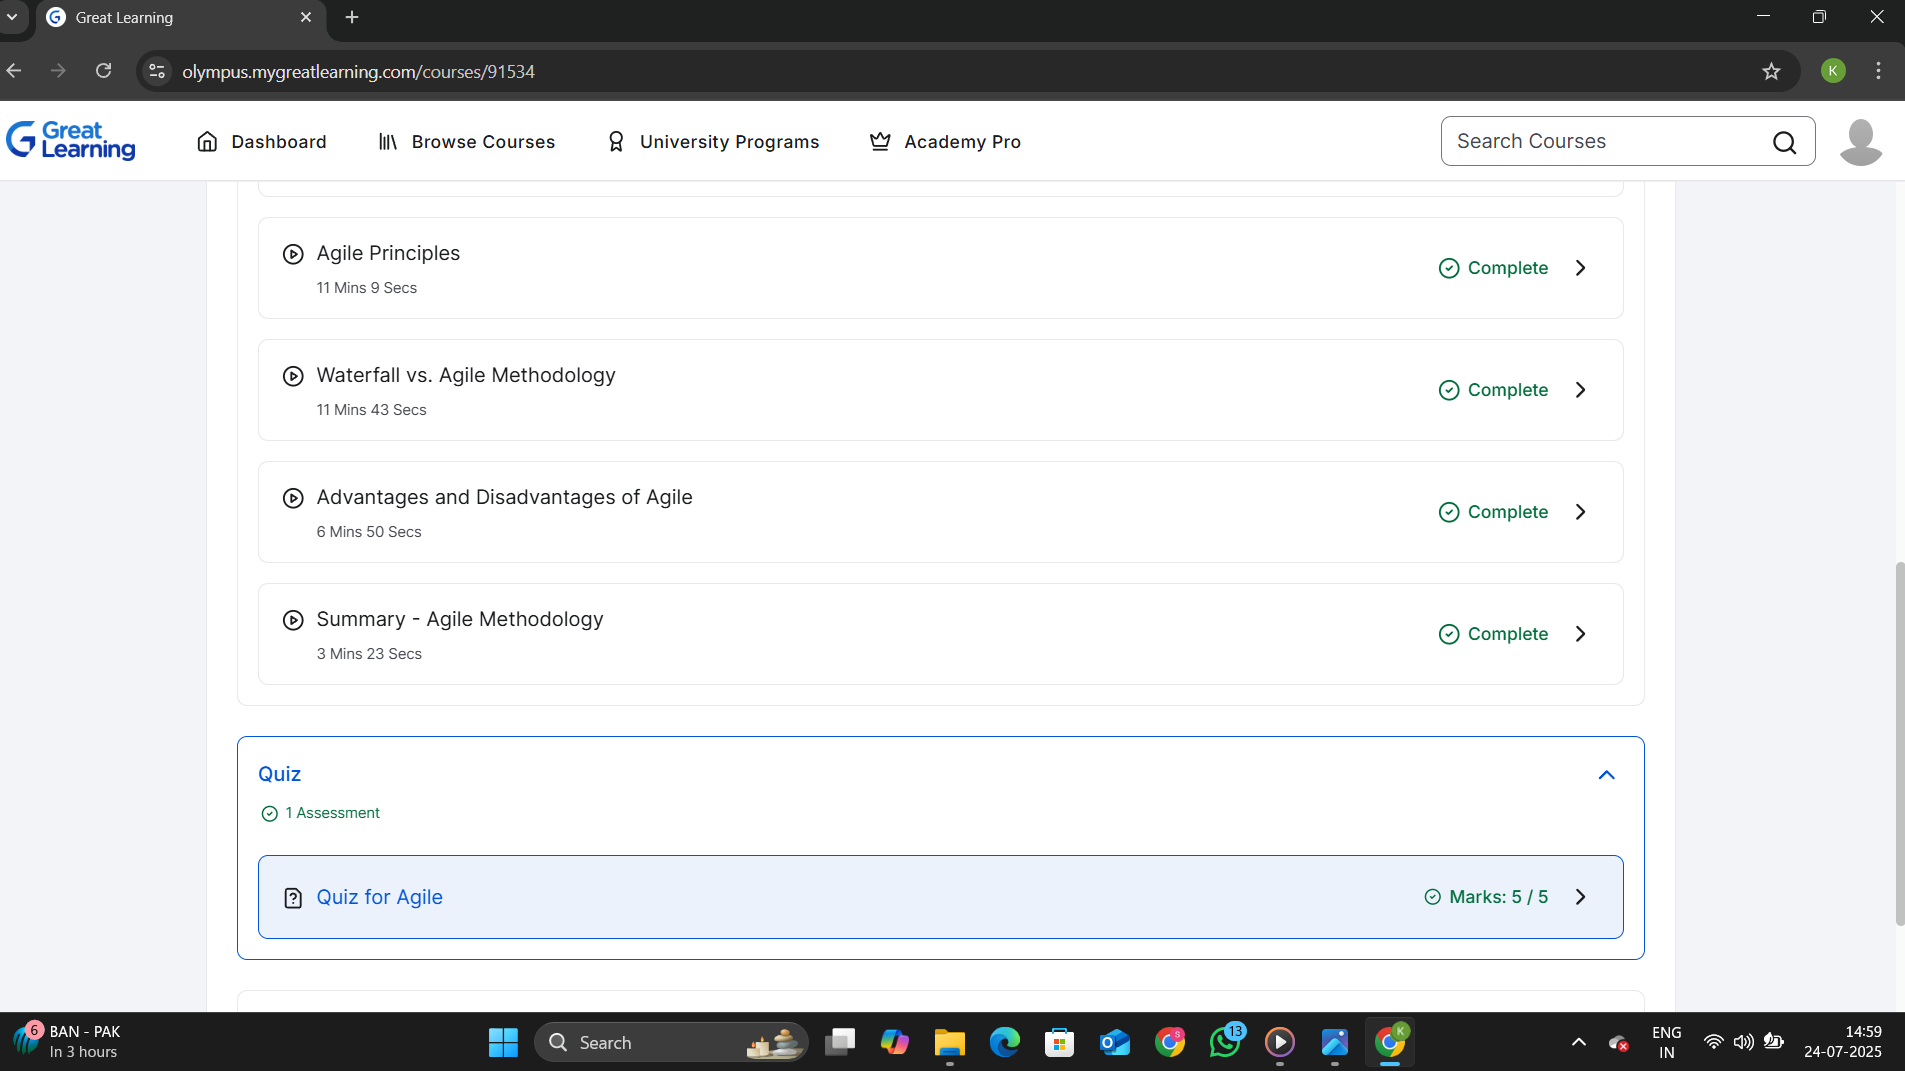 Great Learning
olympus.mygreatlearning.com/courses/91534
K
Great Learning
Dashboard
Browse Courses
University Programs
Academy Pro
Search Courses
Agile Principles
11 Mins 9 Secs
Complete
Waterfall vs. Agile Methodology
11 Mins 43 Secs
Complete
Advantages and Disadvantages of Agile
6 Mins 50 Secs
Complete
Summary - Agile Methodology
3 Mins 23 Secs
Complete
Quiz
1 Assessment
Quiz for Agile
Marks: 5 / 5
6
BAN - PAK
In 3 hours
Search
S
13
K
ENG
IN
14:59
24-07-2025